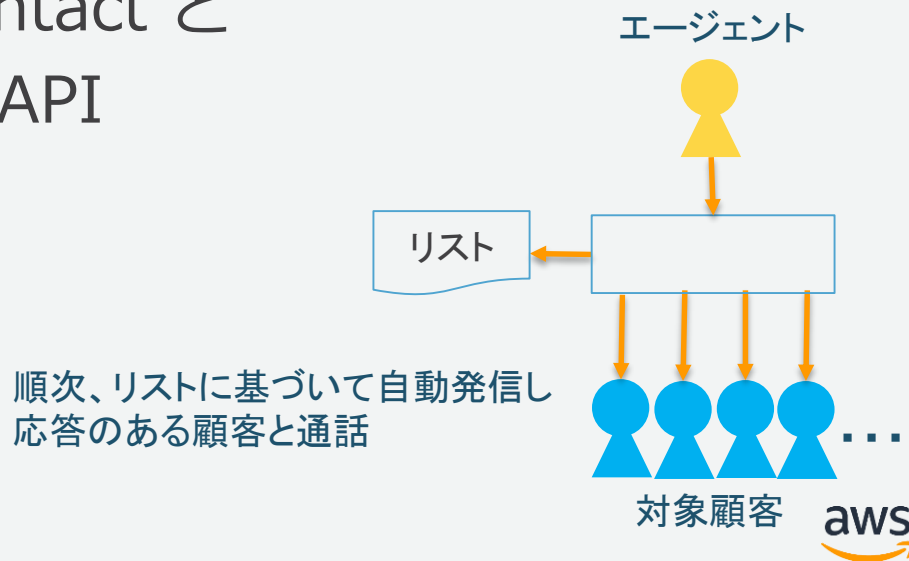 ntact と
API
エージェント
リスト
順次、リストに基づいて自動発信し
応答のある顧客と通話
...
対象顧客
aws